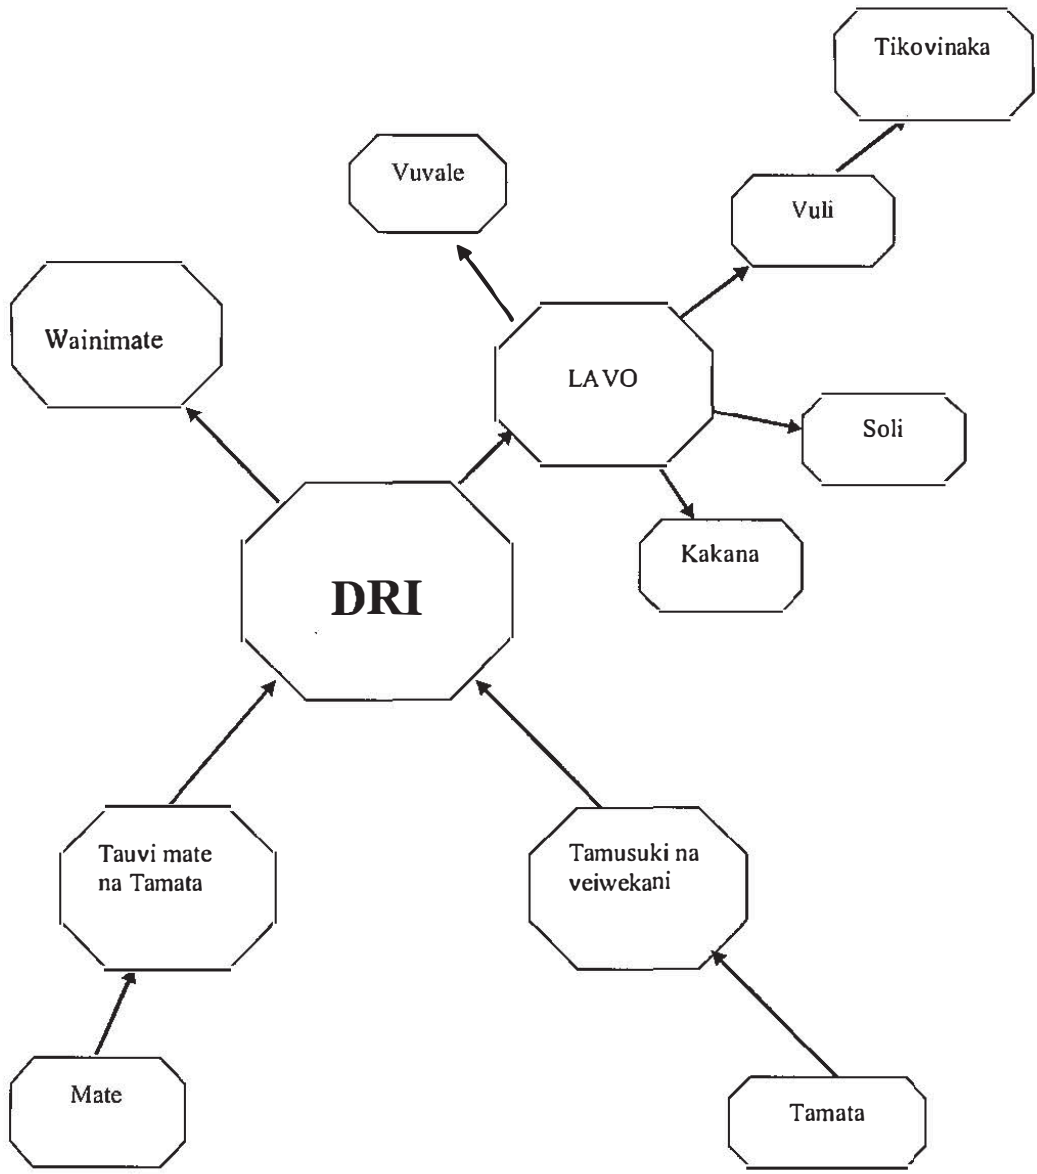 Tikovinaka
Vuvale
Vuli
Wainimate
LAVO
Soli
Kakana
DRI
Tauvi mate
na Tamata
Tamusuki na
veiwekani
Mate
Tamata